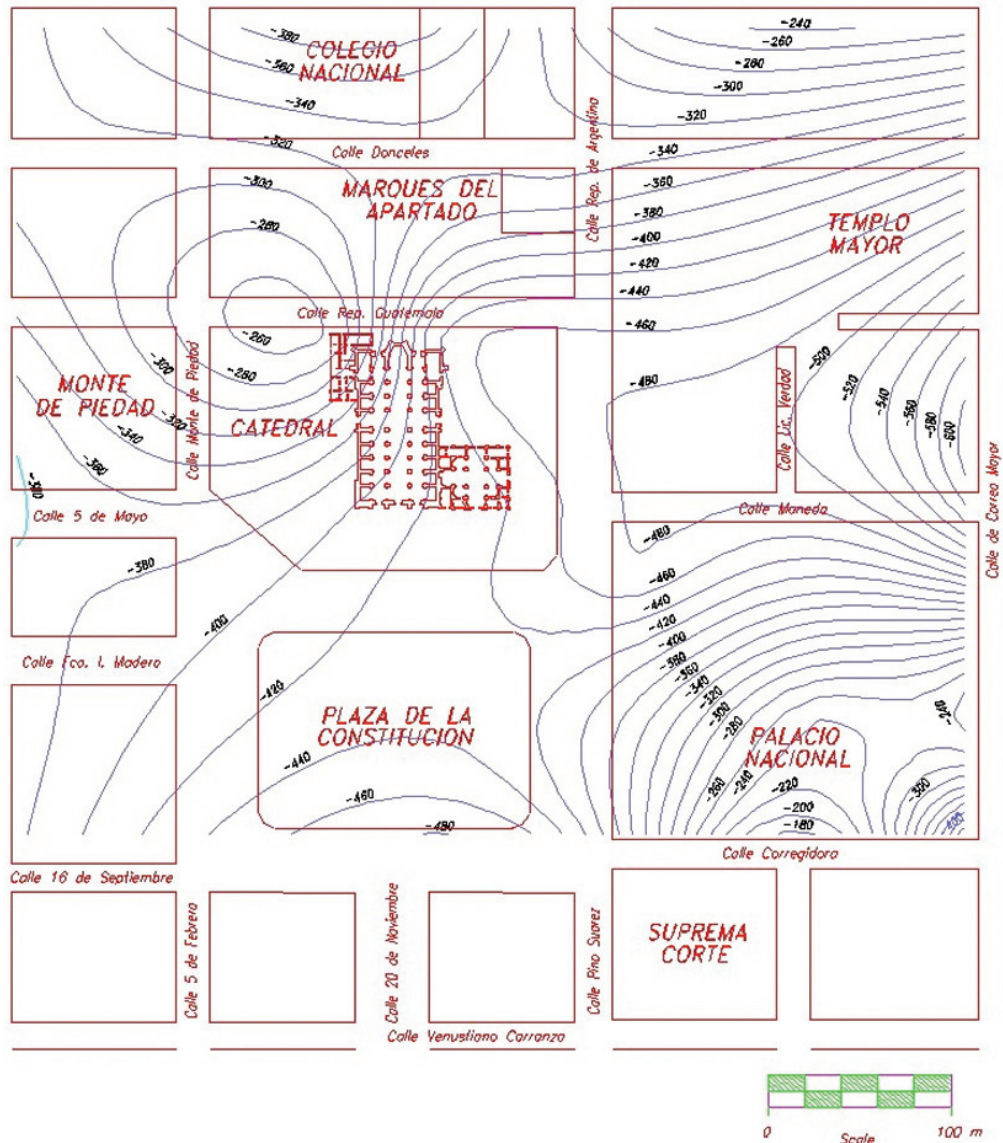 -380
-240
COLEGIO
NACIONAL
-260
-360
-280
-300
-340
-320
-320
Calle Donceles
Calle Rep. de Argentina
-340
-300
MARQUES DEL
APARTADO
-360
-380
TEMPLO
MAYOR
-280
-400
-420
-440
Calle Rep. Guatemala
-460
-260
-500
-300
-280
-480
-520
MONTE
DE PIEDAD
Calle Monte de Piedad
CATEDRAL
-540
-560
-580
-600
Calle Lic. Verdad
-320
-340
-360
-380
Calle 5 de Mayo
Calle Moneda
Calle de Correo Mayor
-480
-380
-460
-440
-420
-400
-400
-380
-360
-340
-320
-300
-280
Calle Fco. I. Madero
-420
-240
PLAZA DE LA
CONSTITUCION
PALACIO
NACIONAL
-440
-260
-240
-220
-300
-460
-200
-180
-480
-400
Calle Corregidora
Calle 16 de Septiembre
Calle 5 de Febrero
Calle 20 de Noviembre
Calle Pino Suarez
SUPREMA
CORTE
Calle Venustiano Carranza
0
100 m
Scale